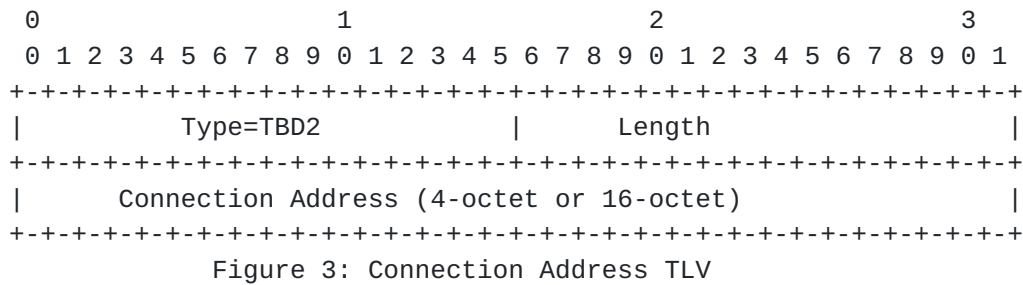 0                   1                   2                   3
 0 1 2 3 4 5 6 7 8 9 0 1 2 3 4 5 6 7 8 9 0 1 2 3 4 5 6 7 8 9 0 1
+-+-+-+-+-+-+-+-+-+-+-+-+-+-+-+-+-+-+-+-+-+-+-+-+-+-+-+-+-+-+-+-+
|          Type=TBD2            |      Length                   |
+-+-+-+-+-+-+-+-+-+-+-+-+-+-+-+-+-+-+-+-+-+-+-+-+-+-+-+-+-+-+-+-+
|      Connection Address (4-octet or 16-octet)                 |
+-+-+-+-+-+-+-+-+-+-+-+-+-+-+-+-+-+-+-+-+-+-+-+-+-+-+-+-+-+-+-+-+
            Figure 3: Connection Address TLV